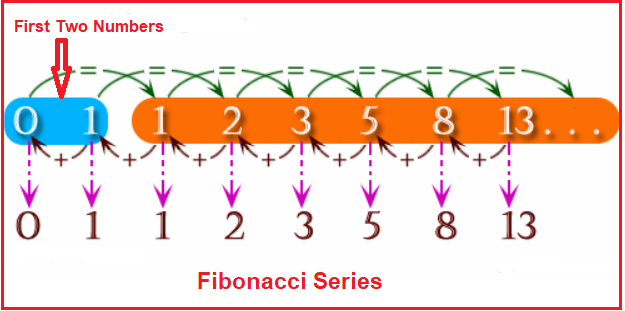 First Two Numbers
= = = = = = =
0 1 1 2 3 5 8 13...
+ + + + + + +
0 1 1 2 3 5 8 13
Fibonacci Series